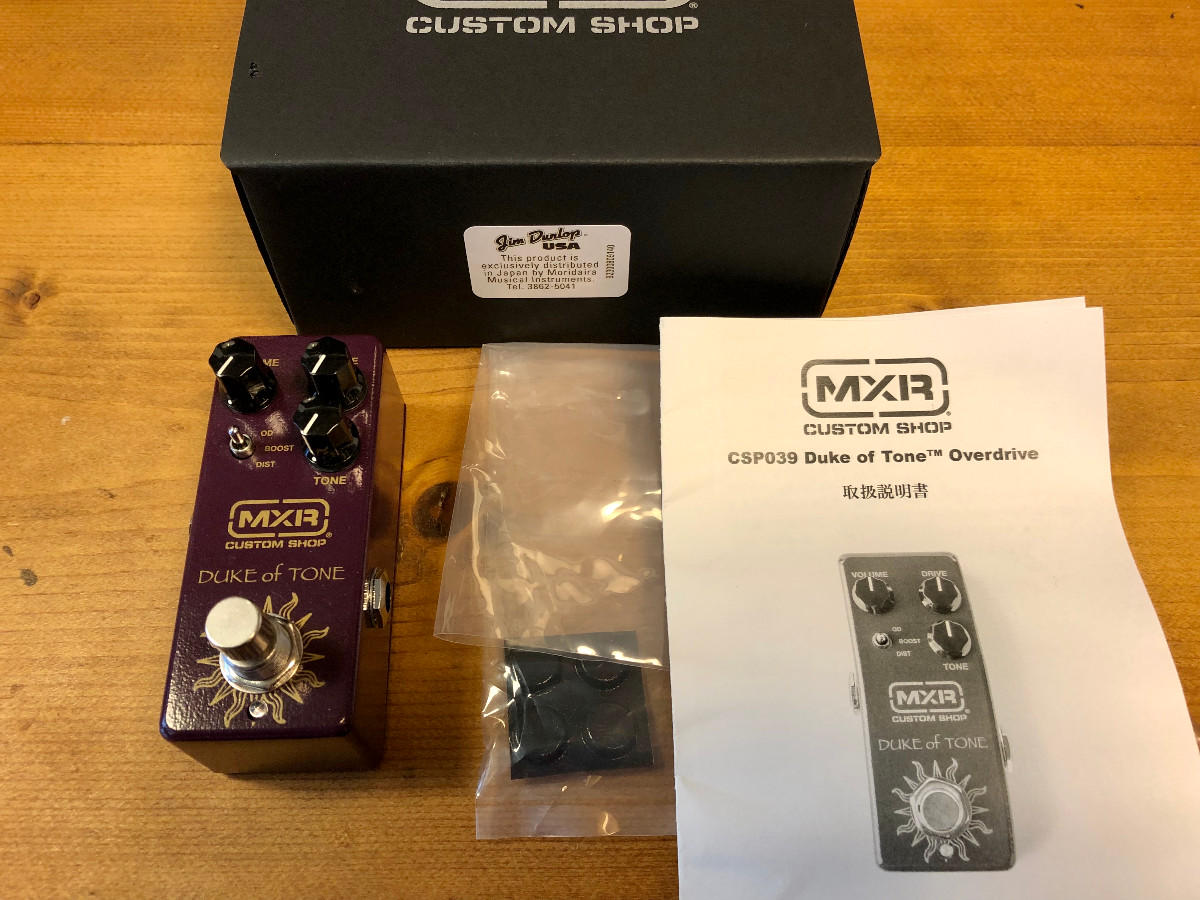 CUSTOM SHOP
Jim Dunlop
USA
This product is
exclusively distributed
in Japan by Moridaira
Musical Instruments.
Tel. 3862-5041
OD
BOOST
DIST
TONE
MXR
CUSTOM SHOP
DUKE of TONE
MXR
CUSTOM SHOP
CSP039 Duke of Tone™ Overdrive
取扱説明書
VOLUME DRIVE
OD
BOOST
DIST
TONE
MXR
CUSTOM SHOP
DUKE of TONE